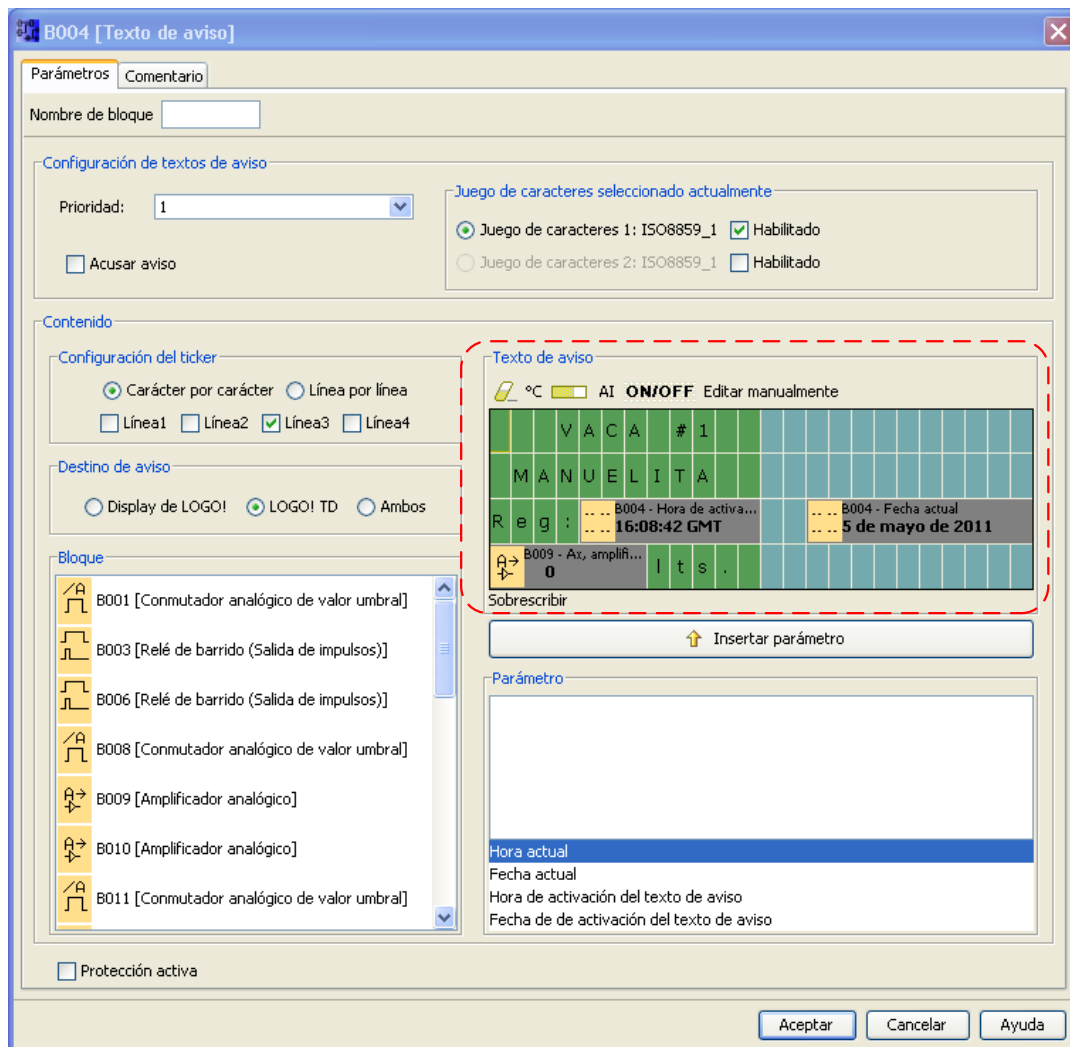 B004 [Texto de aviso]
Parámetros Comentario
Nombre de bloque
Configuración de textos de aviso
Prioridad: 1
Acusar aviso
Juego de caracteres seleccionado actualmente
Juego de caracteres 1: ISO8859_1 Habilitado
Juego de caracteres 2: ISO8859_1 Habilitado
Contenido
Configuración del ticker
Carácter por carácter Línea por línea
Línea1 Línea2 Línea3 Línea4
Destino de aviso
Display de LOGO! LOGO! TD Ambos
Bloque
B001 [Conmutador analógico de valor umbral]
B003 [Relé de barrido (Salida de impulsos)]
B006 [Relé de barrido (Salida de impulsos)]
B008 [Conmutador analógico de valor umbral]
B009 [Amplificador analógico]
B010 [Amplificador analógico]
B011 [Conmutador analógico de valor umbral]
Texto de aviso
°C AI ON/OFF Editar manualmente
VACA #1
MANUELITA
Reg: B004 - Hora de activa... B004 - Fecha actual
16:08:42 GMT 5 de mayo de 2011
B009 - Ax, amplifi...
0 lts.
Sobrescribir
Insertar parámetro
Parámetro
Hora actual
Fecha actual
Hora de activación del texto de aviso
Fecha de de activación del texto de aviso
Protección activa
Aceptar Cancelar Ayuda